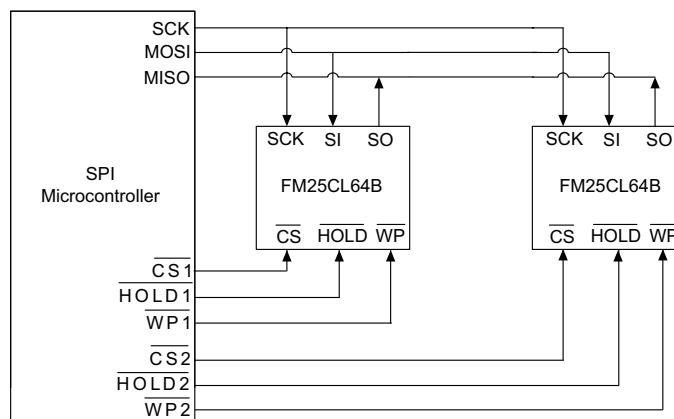 SCK
MOSI
MISO
SPI
Microcontroller
SCK SI SO
FM25CL64B
CS HOLD WP
SCK SI SO
FM25CL64B
CS HOLD WP
CS1
HOLD1
WP1
CS2
HOLD2
WP2